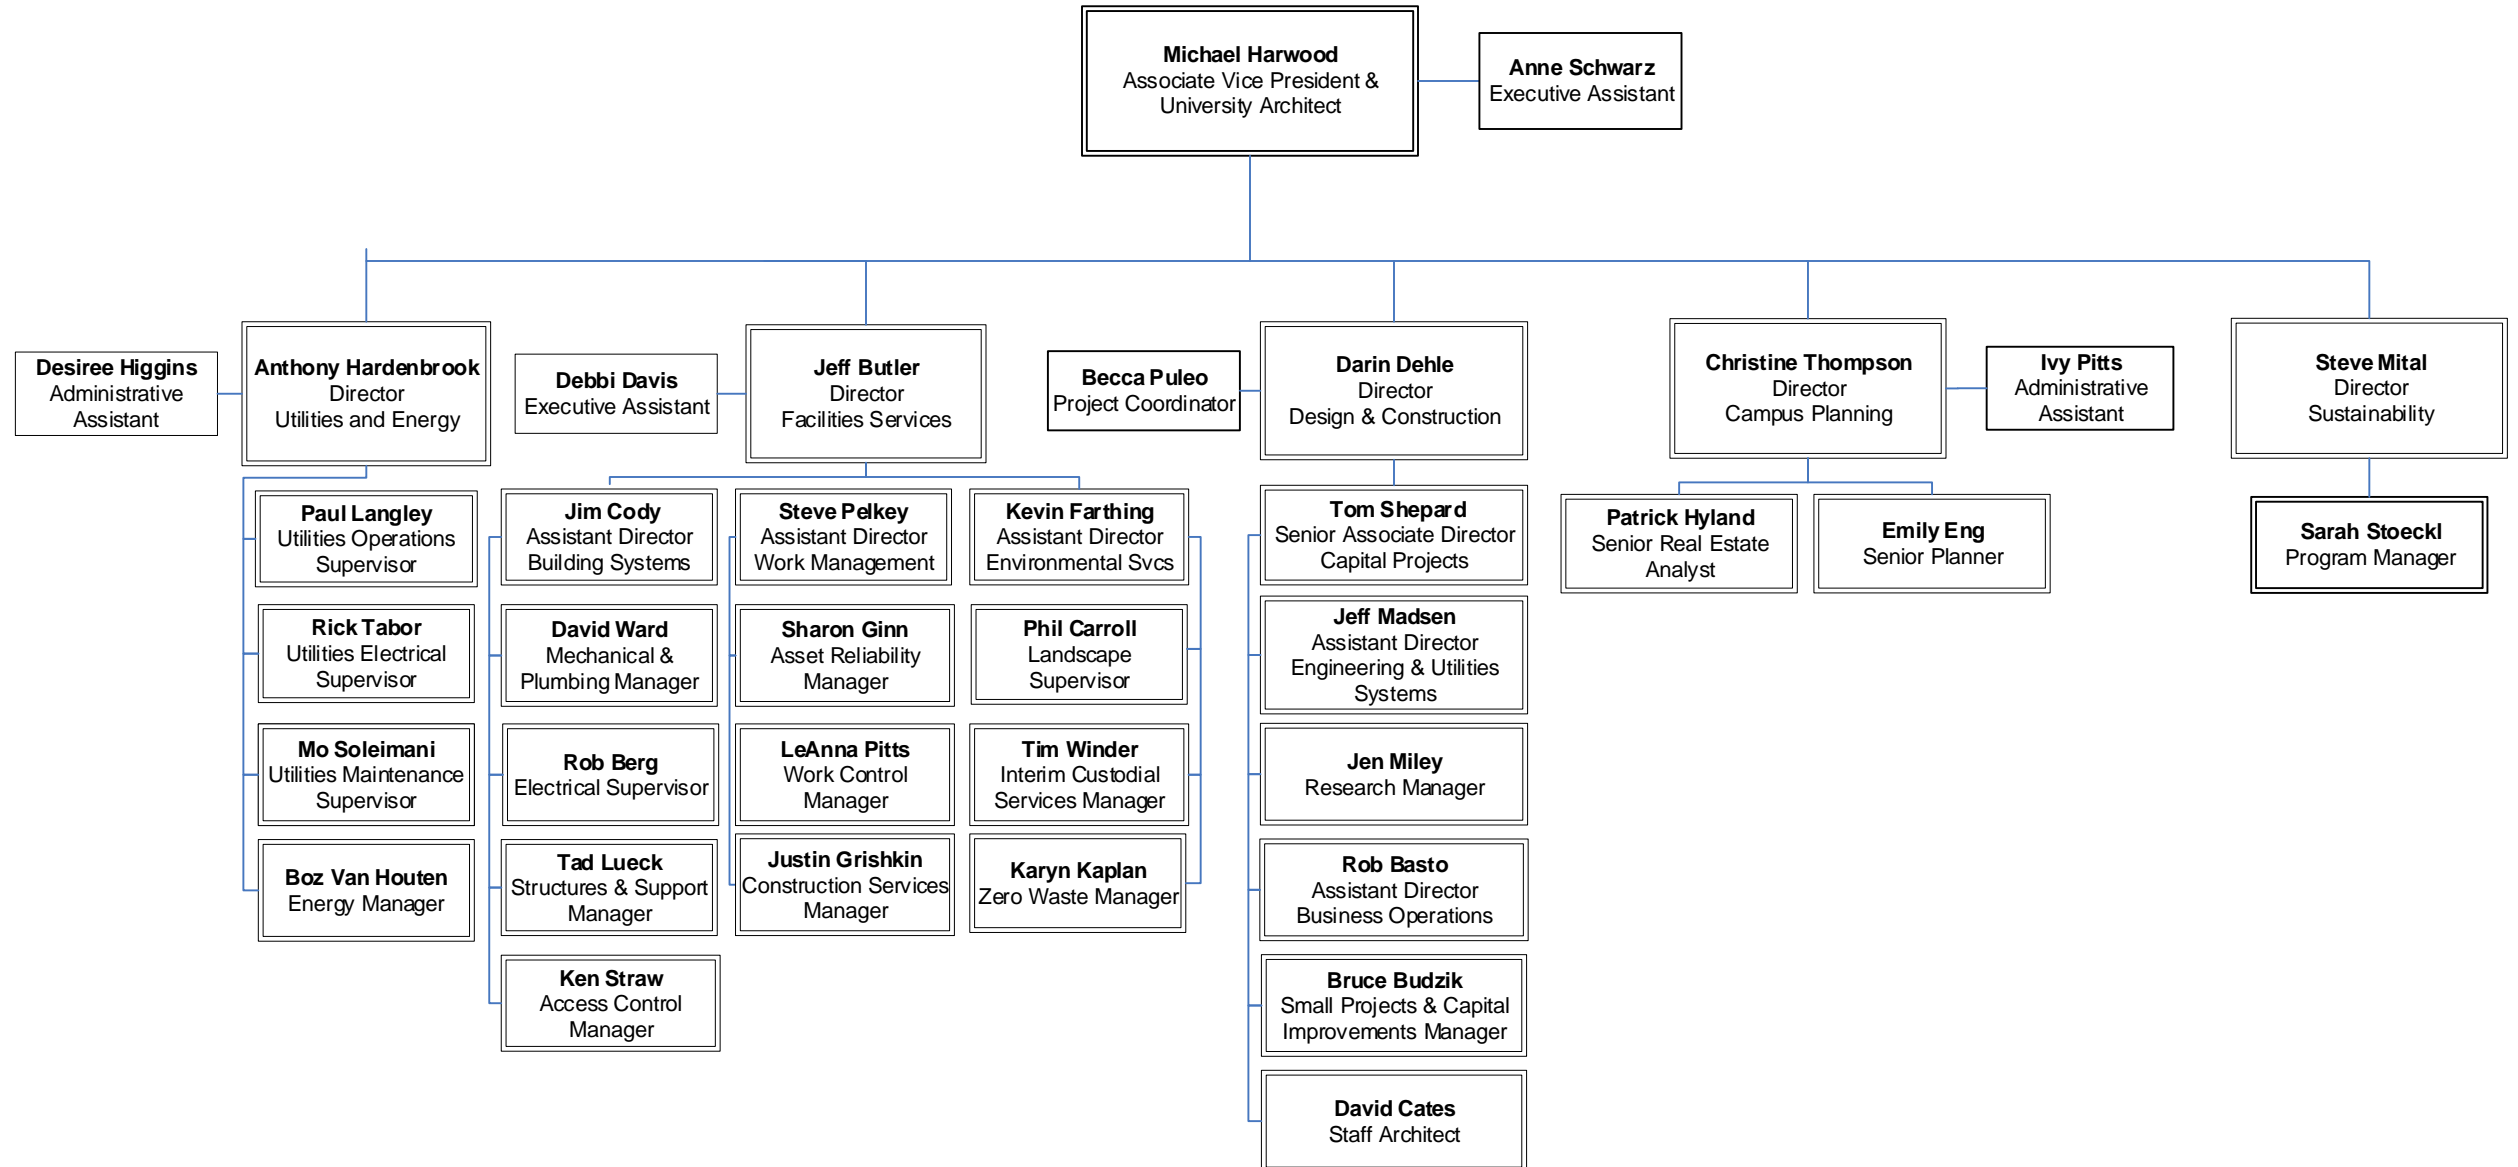 Michael Harwood
Associate Vice President &
University Architect
Anne Schwarz
Executive Assistant
Desiree Higgins
Administrative
Assistant
Anthony Hardenbrook
Director
Utilities and Energy
Debbi Davis
Executive Assistant
Jeff Butler
Director
Facilities Services
Becca Puleo
Project Coordinator
Darin Dehle
Director
Design & Construction
Christine Thompson
Director
Campus Planning
Ivy Pitts
Administrative
Assistant
Steve Mital
Director
Sustainability
Paul Langley
Utilities Operations
Supervisor
Rick Tabor
Utilities Electrical
Supervisor
Mo Soleimani
Utilities Maintenance
Supervisor
Boz Van Houten
Energy Manager
Jim Cody
Assistant Director
Building Systems
David Ward
Mechanical &
Plumbing Manager
Rob Berg
Electrical Supervisor
Tad Lueck
Structures & Support
Manager
Ken Straw
Access Control
Manager
Steve Pelkey
Assistant Director
Work Management
Sharon Ginn
Asset Reliability
Manager
LeAnna Pitts
Work Control
Manager
Justin Grishkin
Construction Services
Manager
Kevin Farthing
Assistant Director
Environmental Svcs
Phil Carroll
Landscape
Supervisor
Tim Winder
Interim Custodial
Services Manager
Karyn Kaplan
Zero Waste Manager
Tom Shepard
Senior Associate Director
Capital Projects
Jeff Madsen
Assistant Director
Engineering & Utilities
Systems
Jen Miley
Research Manager
Rob Basto
Assistant Director
Business Operations
Bruce Budzik
Small Projects & Capital
Improvements Manager
David Cates
Staff Architect
Patrick Hyland
Senior Real Estate
Analyst
Emily Eng
Senior Planner
Sarah Stoeckl
Program Manager